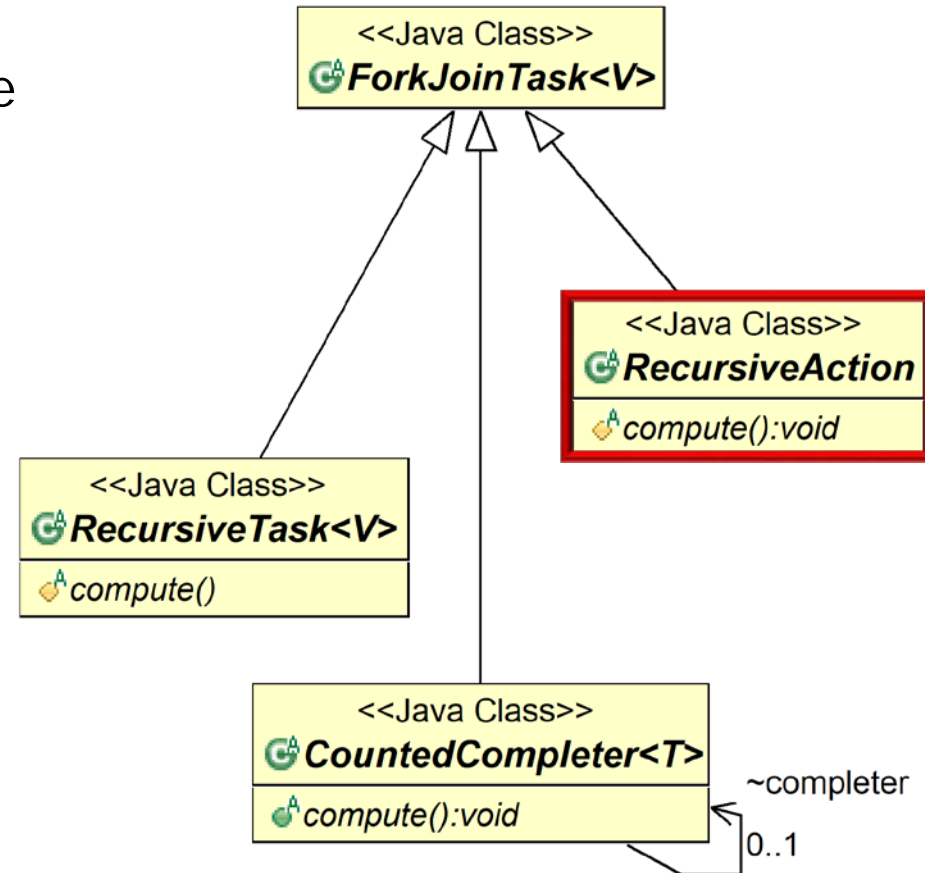 <<Java Class>>
ForkJoinTask<V>
e
<<Java Class>>
RecursiveAction
compute():void
<<Java Class>>
RecursiveTask<V>
compute()
<<Java Class>>
CountedCompleter<T>
compute():void
~completer
0..1